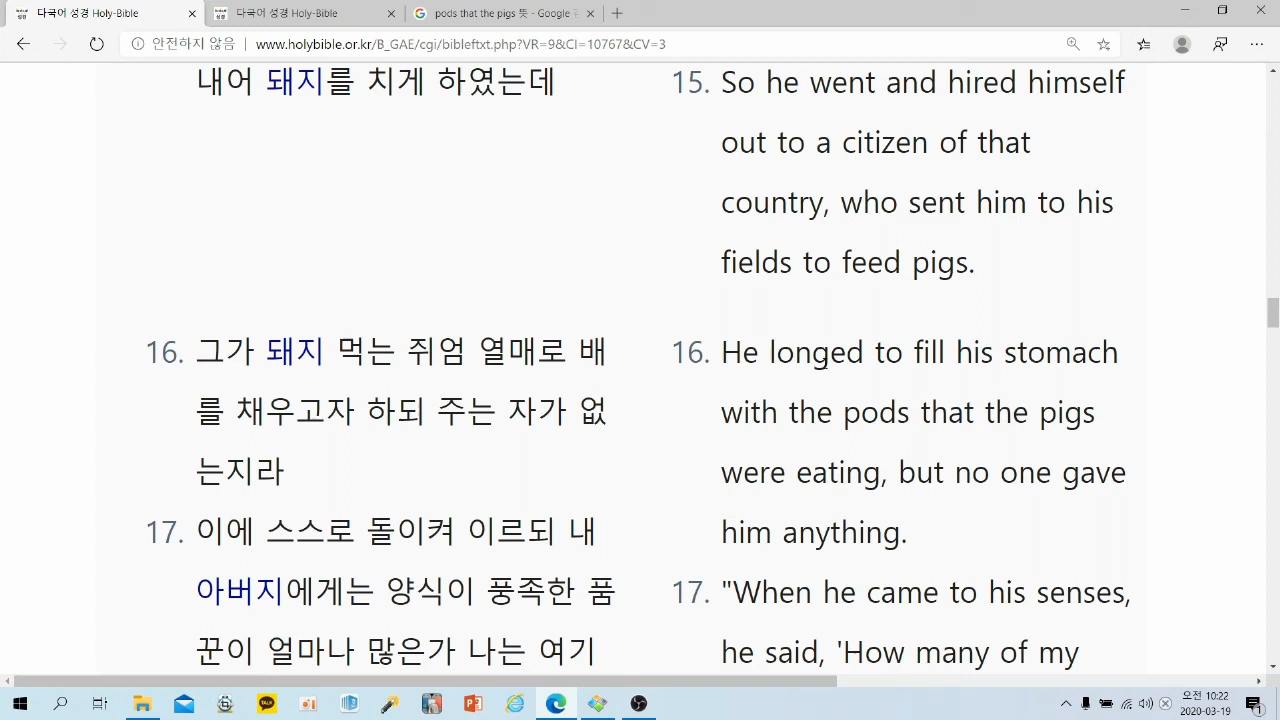 다국어 성경 Holy-Bible
다국어 성경 Holy-Bible
pods that the pigs 뜻 - Google
안전하지 않음
www.holybible.or.kr/B_GAE/cgi/bibleftxt.php?VR=9&CI=10767&CV=3
내어 돼지를 치게 하였는데
15. So he went and hired himself
out to a citizen of that
country, who sent him to his
fields to feed pigs.
16. 그가 돼지 먹는 쥐엄 열매로 배
를 채우고자 하되 주는 자가 없
는지라
17. 이에 스스로 돌이켜 이르되 내
아버지에게는 양식이 풍족한 품
꾼이 얼마나 많은가 나는 여기
16. He longed to fill his stomach
with the pods that the pigs
were eating, but no one gave
him anything.
17. "When he came to his senses,
he said, 'How many of my
TALK
오전 10:22
2020-03-19